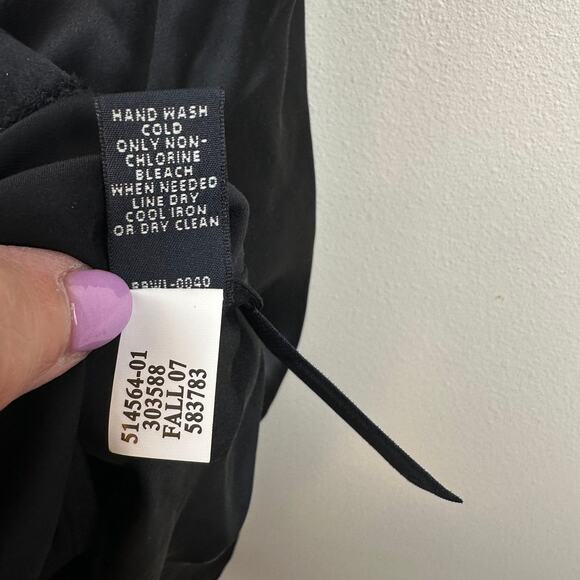 HAND WASH
COLD
ONLY NON-
CHLORINE
BLEACH
WHEN NEEDED
LINE DRY
COOL IRON
OR DRY CLEAN
514564-01
303588
FALL 07
583783